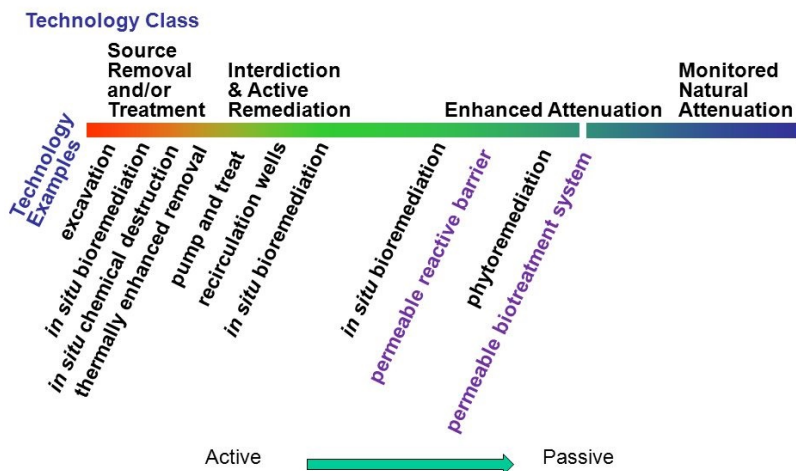 Technology Class
Source
Removal
and/or
Treatment
Interdiction
& Active
Remediation
Enhanced Attenuation
Monitored
Natural
Attenuation
Technology
Examples
excavation
in situ bioremediation
in situ chemical destruction
thermally enhanced removal
pump and treat
recirculation wells
in situ bioremediation
in situ bioremediation
permeable reactive barrier
phytoremediation
permeable biotreatment system
Active
Passive